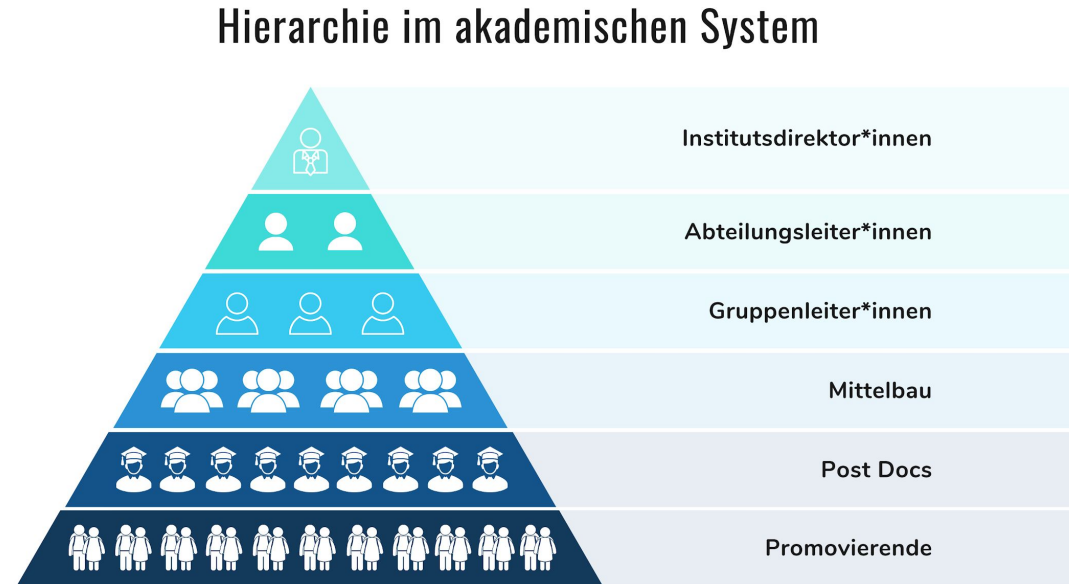 Hierarchie im akademischen System
Institutsdirektor*innen
Abteilungsleiter*innen
Gruppenleiter*innen
Mittelbau
Post Docs
Promovierende